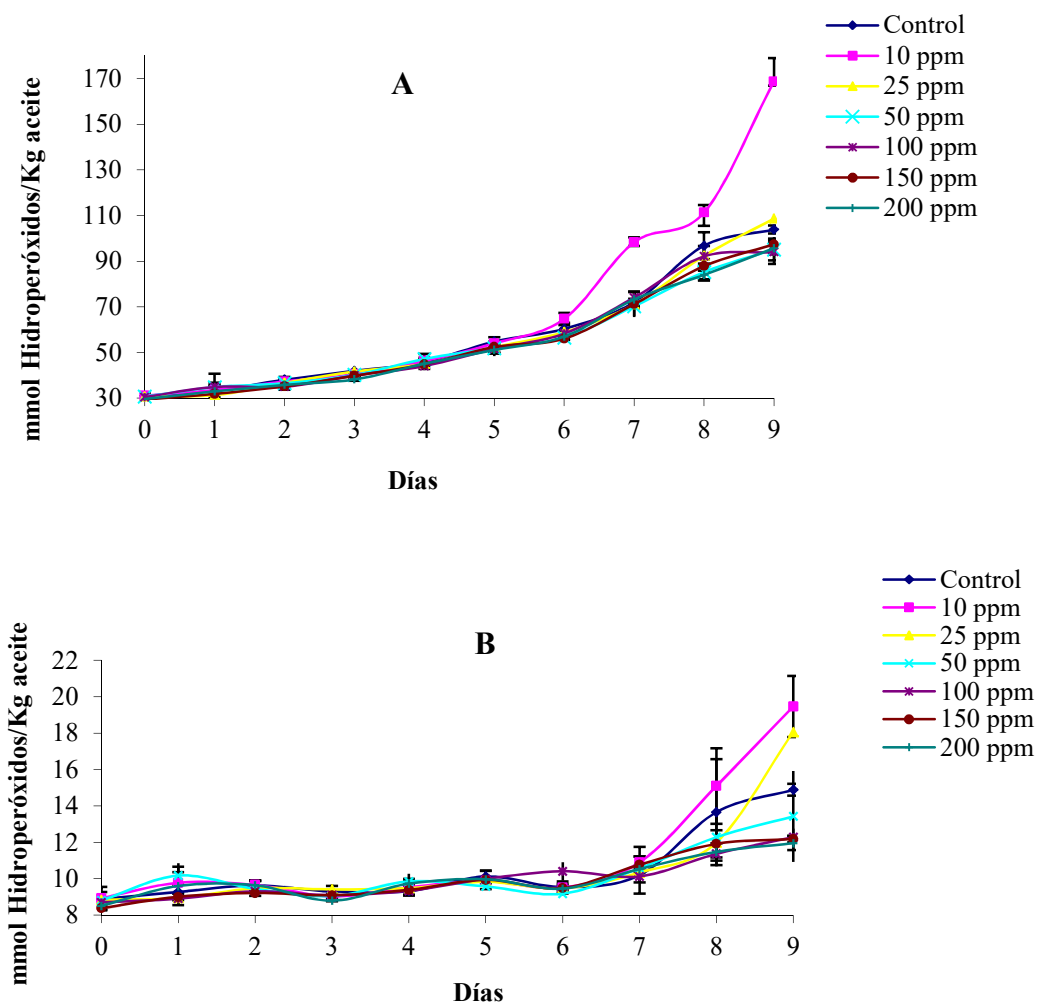 Control
10 ppm
25 ppm
50 ppm
100 ppm
150 ppm
200 ppm
A
mmol Hidroperóxidos/Kg aceite
170
150
130
110
90
70
50
30
0 1 2 3 4 5 6 7 8 9
Días
Control
10 ppm
25 ppm
50 ppm
100 ppm
150 ppm
200 ppm
B
mmol Hidroperóxidos/Kg aceite
22
20
18
16
14
12
10
8
0 1 2 3 4 5 6 7 8 9
Días